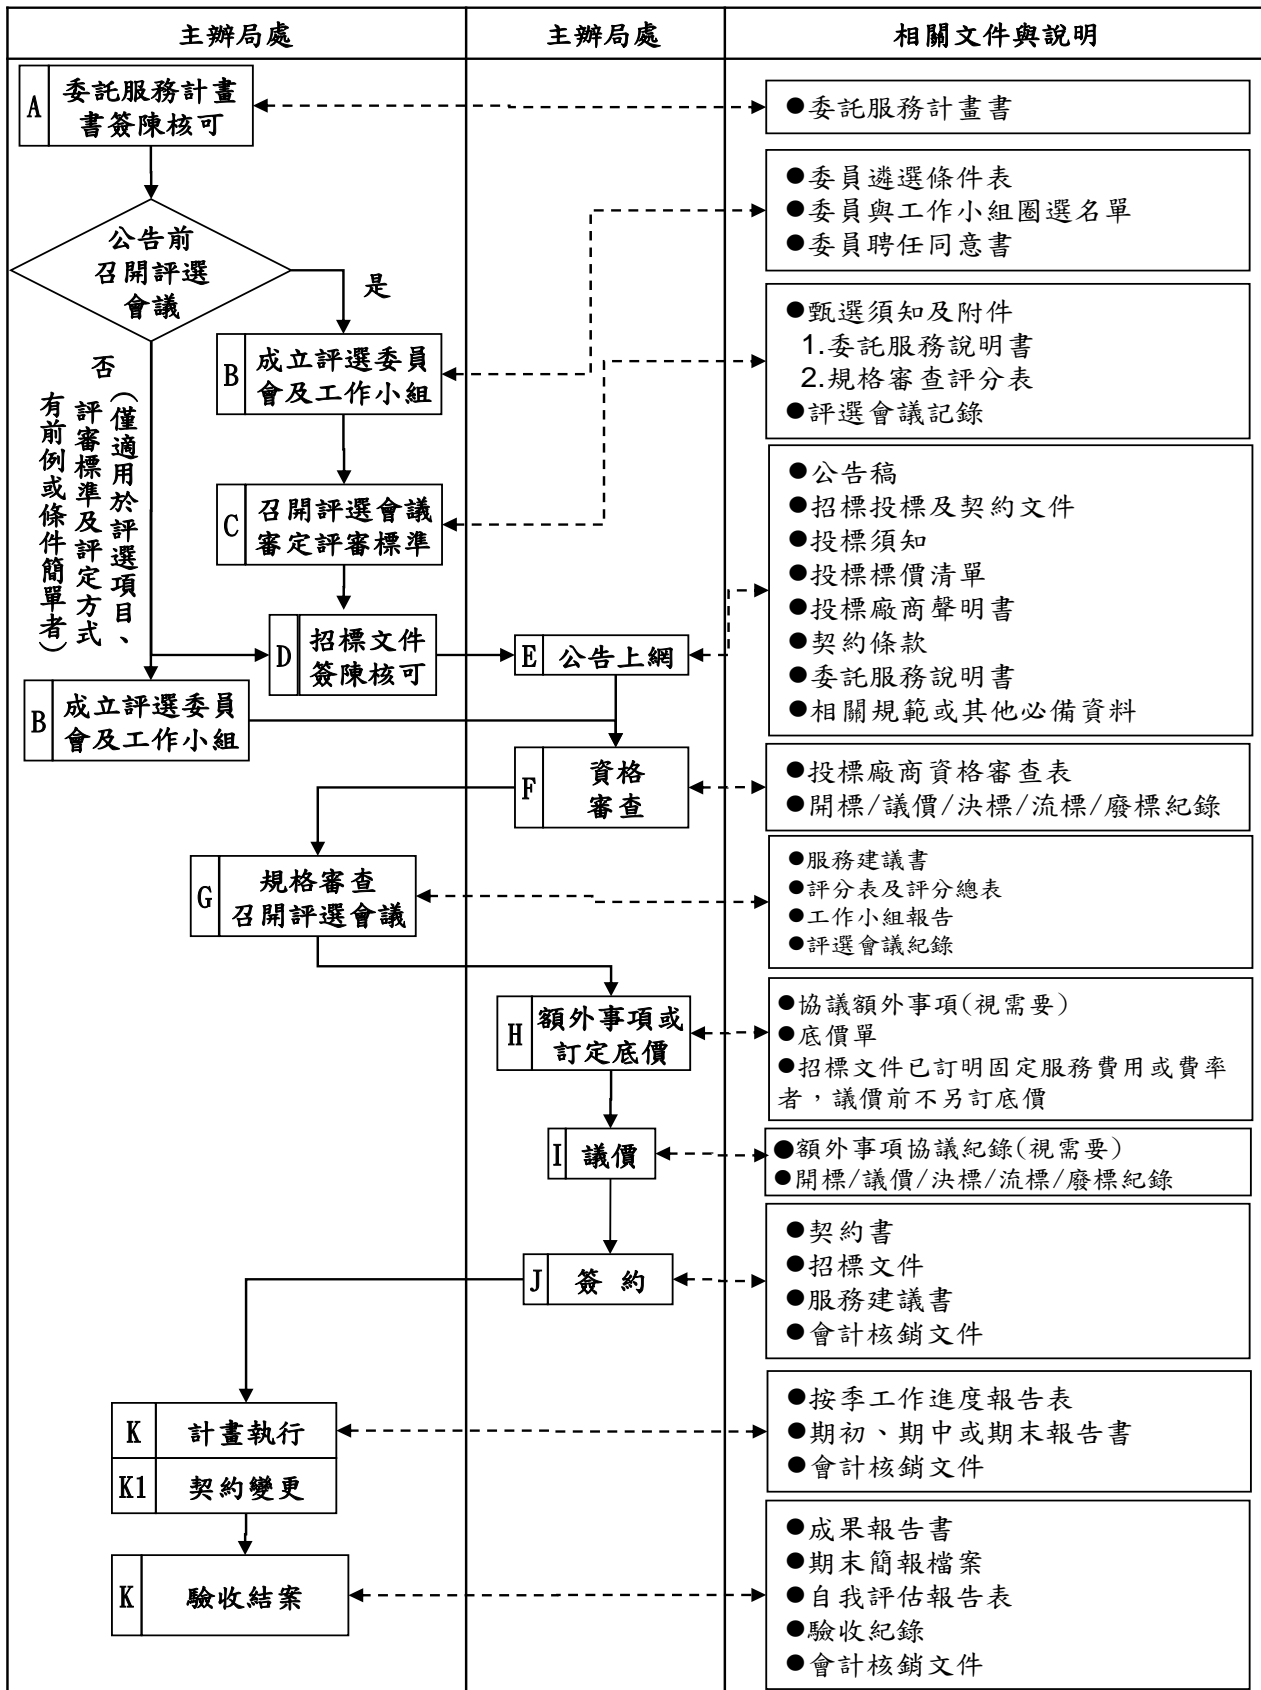 主辦局處
主辦局處
相關文件與說明
A
委託服務計畫
書簽陳核可
●委託服務計畫書
公告前
召開評選
會議
是
否
(僅適用於評選項目、
評審標準及評定方式
有前例或條件簡單者)
●委員遴選條件表
●委員與工作小組圈選名單
●委員聘任同意書
B
成立評選委員
會及工作小組
●甄選須知及附件
1.委託服務說明書
2.規格審查評分表
●評選會議記錄
C
召開評選會議
審定評審標準
D
招標文件
簽陳核可
E
公告上網
●公告稿
●招標投標及契約文件
●投標須知
●投標標價清單
●投標廠商聲明書
●契約條款
●委託服務說明書
●相關規範或其他必備資料
B
成立評選委員
會及工作小組
F
資格
審查
●投標廠商資格審查表
●開標/議價/決標/流標/廢標紀錄
G
規格審查
召開評選會議
●服務建議書
●評分表及評分總表
●工作小組報告
●評選會議紀錄
H
額外事項或
訂定底價
●協議額外事項(視需要)
●底價單
●招標文件已訂明固定服務費用或費率
者，議價前不另訂底價
I
議價
●額外事項協議紀錄(視需要)
●開標/議價/決標/流標/廢標紀錄
J
簽 約
●契約書
●招標文件
●服務建議書
●會計核銷文件
K
計畫執行
K1
契約變更
●按季工作進度報告表
●期初、期中或期末報告書
●會計核銷文件
K
驗收結案
●成果報告書
●期末簡報檔案
●自我評估報告表
●驗收紀錄
●會計核銷文件